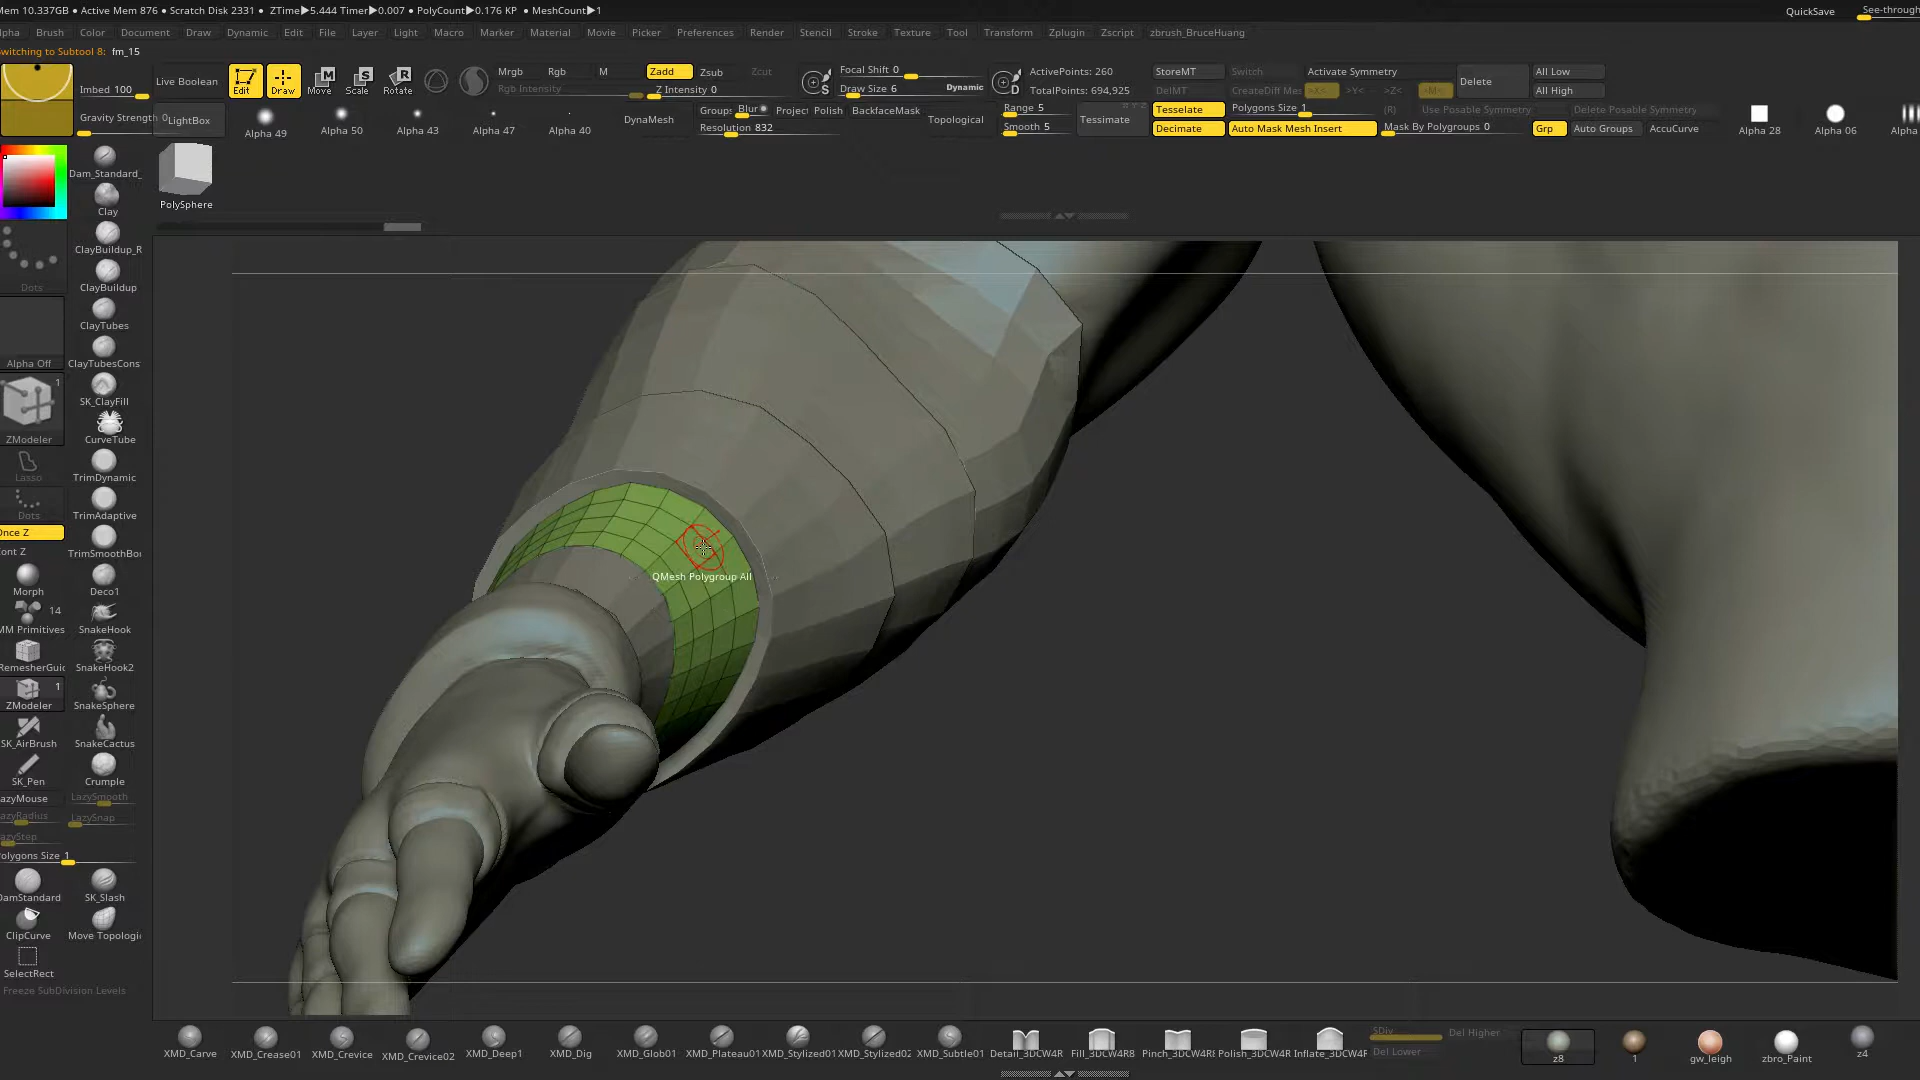 Mem 10.337GB • Active Mem 876 • Scratch Disk 2331 • ZTime▶5.444 Timer▶0.007 • PolyCount▶0.176 KP • MeshCount▶1
QuickSave See-through
Alpha Brush Color Document Draw Dynamic Edit File Layer Light Macro Marker Material Movie Picker Preferences Render Stencil Stroke Texture Tool Transform Zplugin Zscript zbrush_BruceHuang
witching to Subtool 8: fm_15
Imbed 100 Live Boolean Edit Draw Move Scale Rotate Mrgb Rgb M Zadd Zsub Zcut Focal Shift 0 ActivePoints: 260 StoreMT Switch Activate Symmetry Delete All Low
Rgb Intensity Z Intensity 0 Draw Size 6 Dynamic TotalPoints: 694,925 DelMT CreateDiff Mes >X< >Y< >Z< >M< All High
Gravity Strength 0 LightBox Alpha 49 Alpha 50 Alpha 43 Alpha 47 Alpha 40 DynaMesh Groups Blur Project Polish BackfaceMask Topological Range 5 Tessimate Tesselate Polygons Size 1 (R) Use Posable Symmetry Delete Posable Symmetry
Resolution 832 Smooth 5 Decimate Auto Mask Mesh Insert Mask By Polygroups 0 Grp Auto Groups AccuCurve Alpha 28 Alpha 06 Alpha
Dam_Standard_
PolySphere
Clay
ClayBuildup_R
Dots ClayBuildup
ClayTubes
Alpha Off ClayTubesCons
1
SK_ClayFill
ZModeler CurveTube
Lasso TrimDynamic
Dots TrimAdaptive
Once Z
ont Z TrimSmoothBor
QMesh Polygroup All
Morph Deco1
14
MM Primitives SnakeHook
RemesherGuid SnakeHook2
1
ZModeler SnakeSphere
SK_AirBrush SnakeCactus
SK_Pen Crumple
LazyMouse LazySmooth
LazyRadius LazySnap
LazyStep
Polygons Size 1
DamStandard SK_Slash
ClipCurve Move Topologic
SelectRect
Freeze SubDivision Levels
XMD_Carve XMD_Crease01 XMD_Crevice XMD_Crevice02 XMD_Deep1 XMD_Dig XMD_Glob01 XMD_Plateau01 XMD_Stylized01 XMD_Stylized02 XMD_Subtle01 Detail_3DCW4R Fill_3DCW4R8 Pinch_3DCW4R8 Polish_3DCW4R Inflate_3DCW4R
SDiv Del Higher
Del Lower
z8 1 gw_leigh zbro_Paint z4